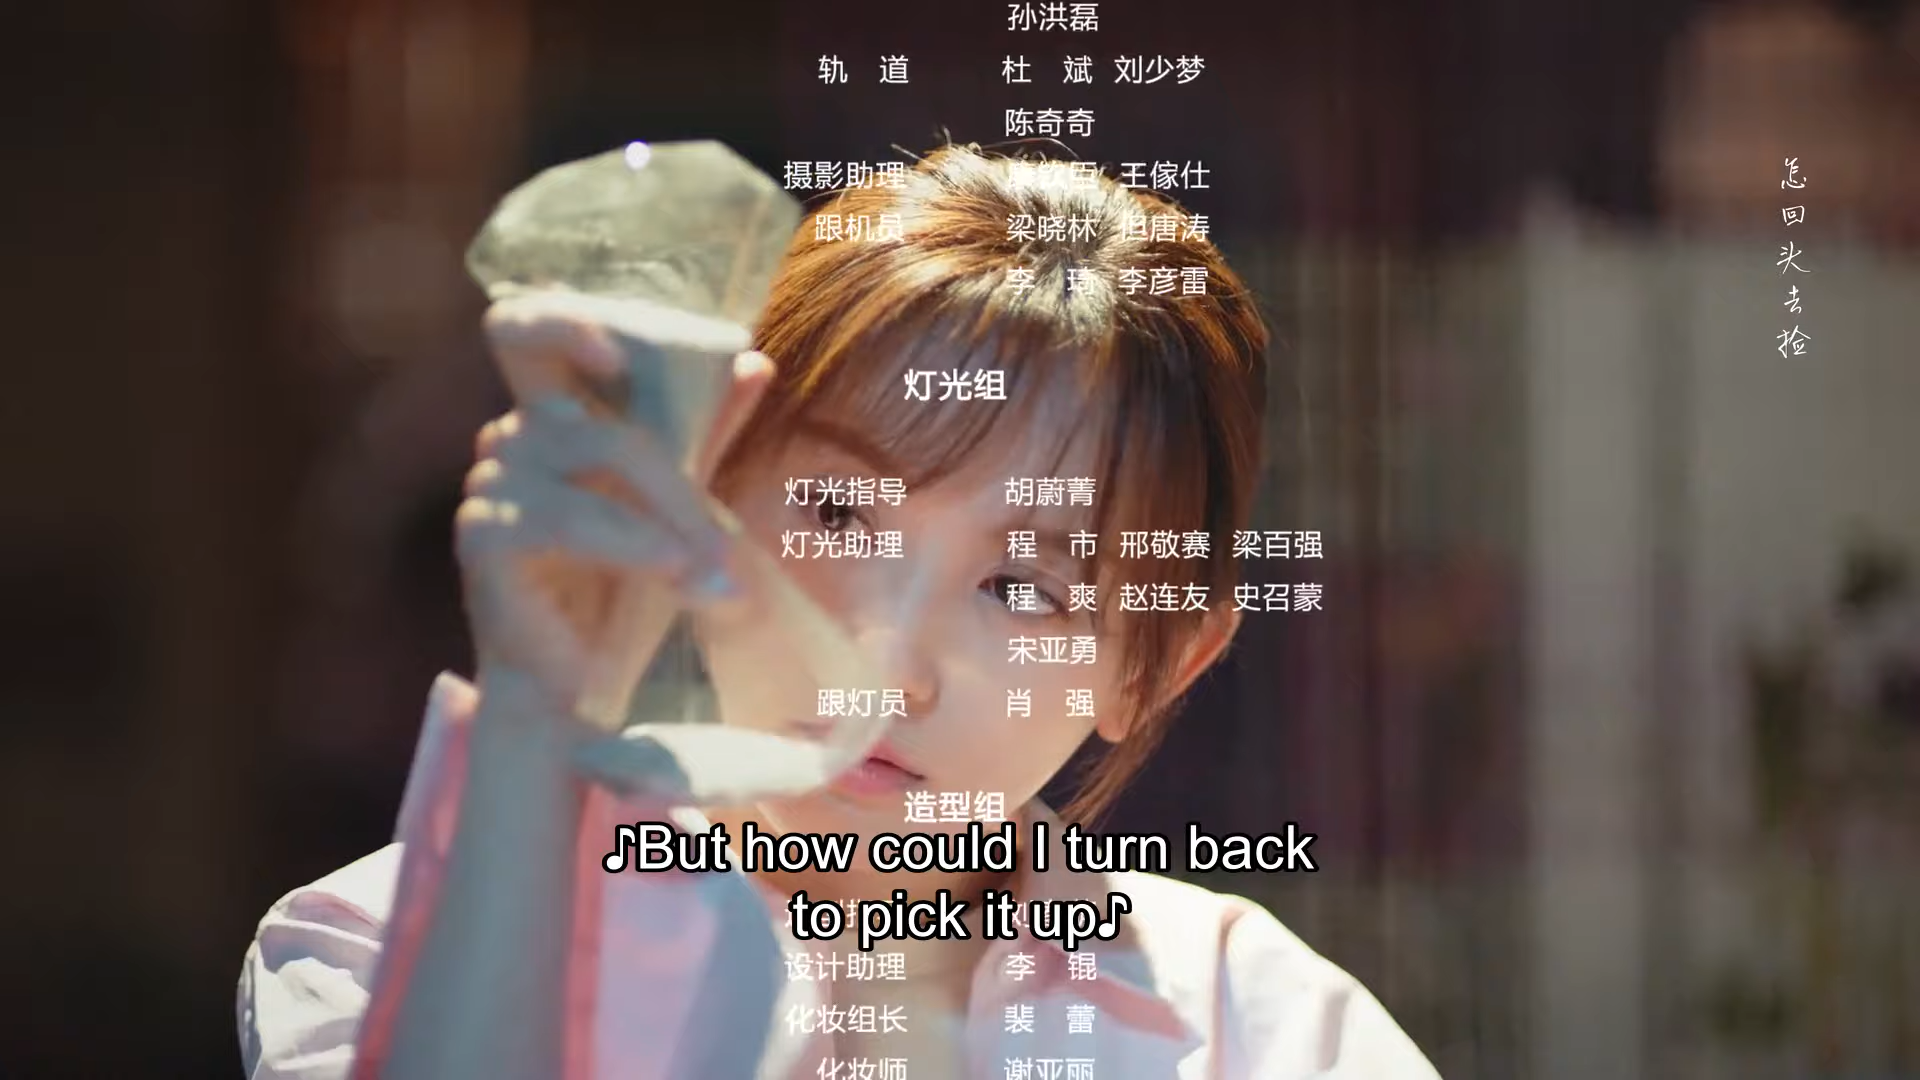 孙洪磊
轨 道 杜 斌 刘少梦
陈奇奇
摄影助理 王傢仕
跟机员 梁晓林 但唐涛
李 琦 李彦雷
灯光组
灯光指导 胡蔚菁
灯光助理 程 市 邢敬赛 梁百强
程 爽 赵连友 史召蒙
宋亚勇
跟灯员 肖 强
造型组
♪But how could I turn back
to pick it up♪
设计助理 李 锟
化妆组长 裴 蕾
化妆师 谢亚丽
怎回头去捡